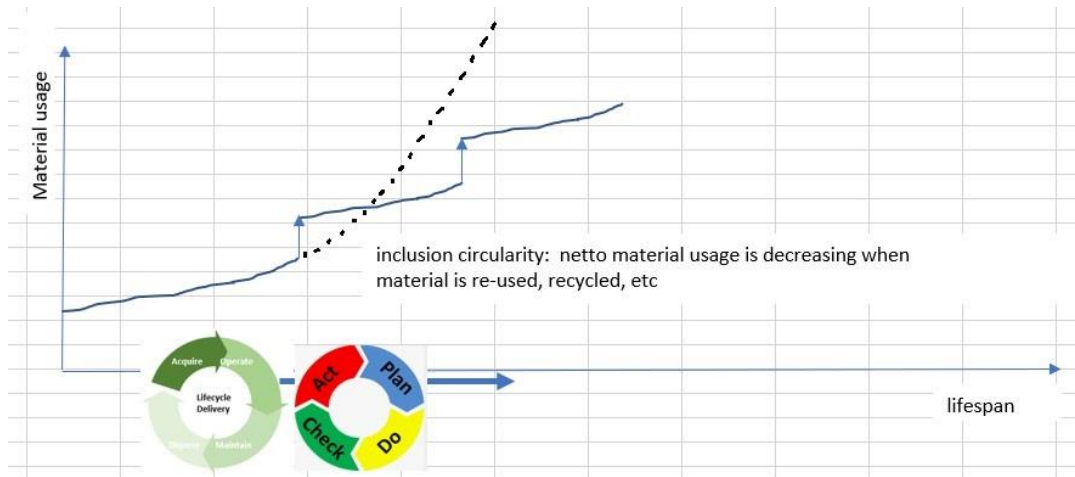 Material usage
inclusion circularity: netto material usage is decreasing when
material is re-used, recycled, etc
Acquire
Operate
Lifecycle
Delivery
Dispose
Maintain
Act
Plan
Check
Do
lifespan